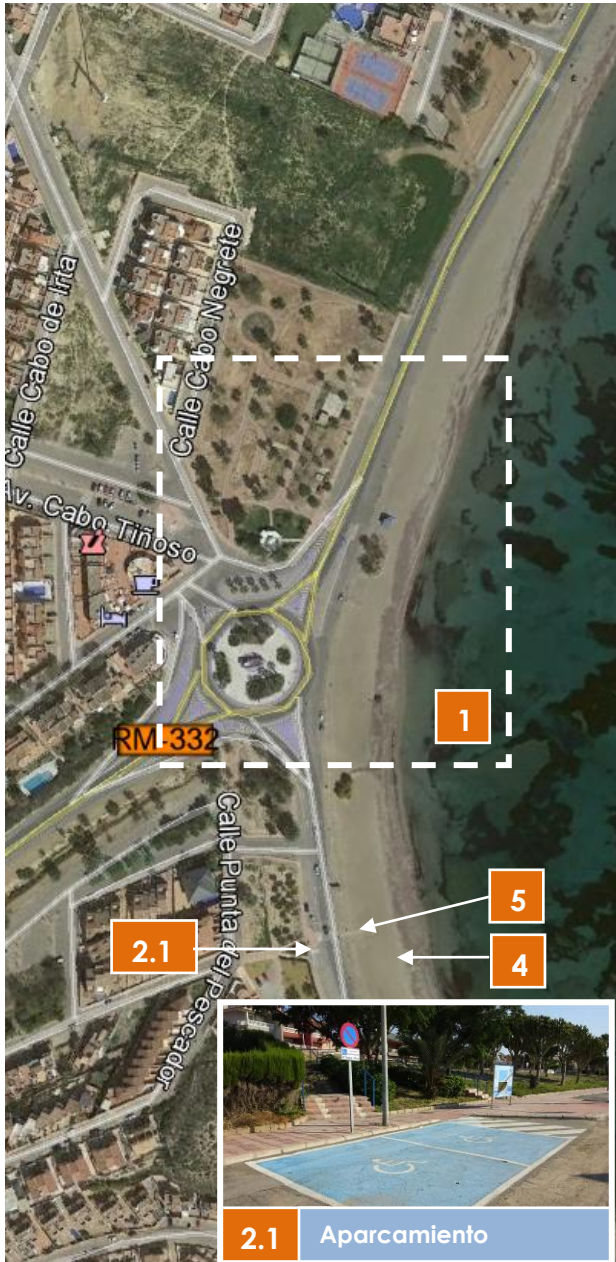 Calle Cabo de Irta
Calle Cabo Negrete
Av. Cabo Tiñoso
1
RM-332
Calle Punta del Pescador
5
2.1
4
2.1 Aparcamiento